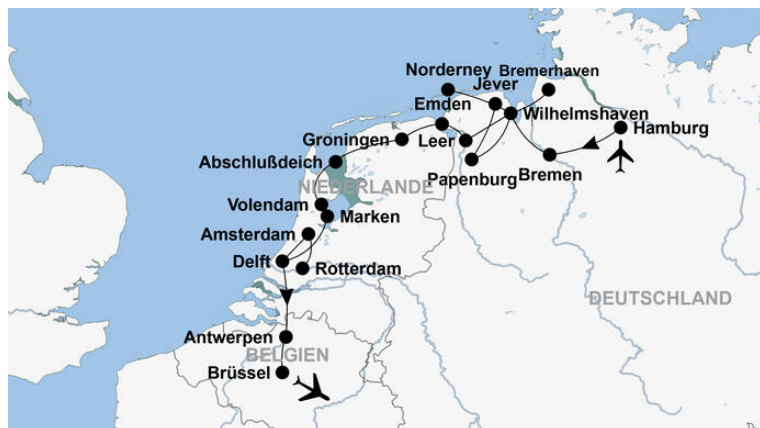 Norderney
Jever
Bremerhaven
Emden
Wilhelmshaven
Hamburg
Groningen
Leer
Abschlußdeich
Papenburg
Bremen
NIEDERLANDE
Volendam
Marken
Amsterdam
Delft
Rotterdam
DEUTSCHLAND
Antwerpen
BELGIEN
Brüssel